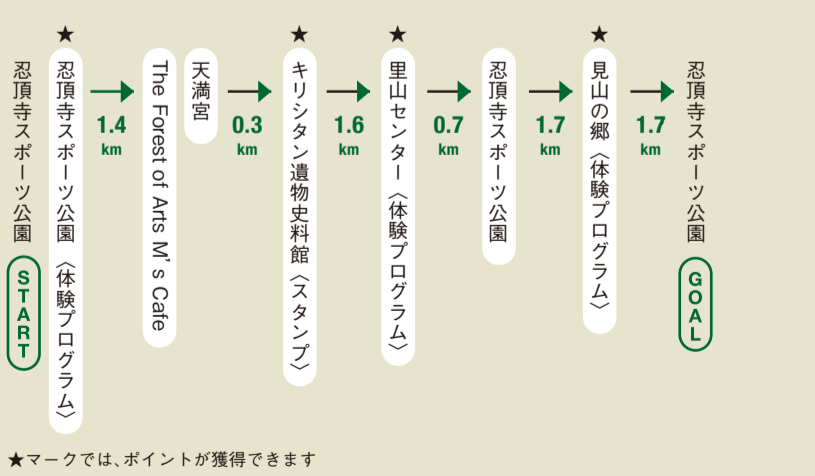 忍頂寺スポーツ公園 START
★
忍頂寺スポーツ公園〈体験プログラム〉
1.4 km
The Forest of Arts M's Cafe
天満宮
0.3 km
★
キリシタン遺物史料館〈スタンプ〉
1.6 km
★
里山センター〈体験プログラム〉
0.7 km
忍頂寺スポーツ公園
1.7 km
★
見山の郷〈体験プログラム〉
1.7 km
忍頂寺スポーツ公園 GOAL
★マークでは、ポイントが獲得できます